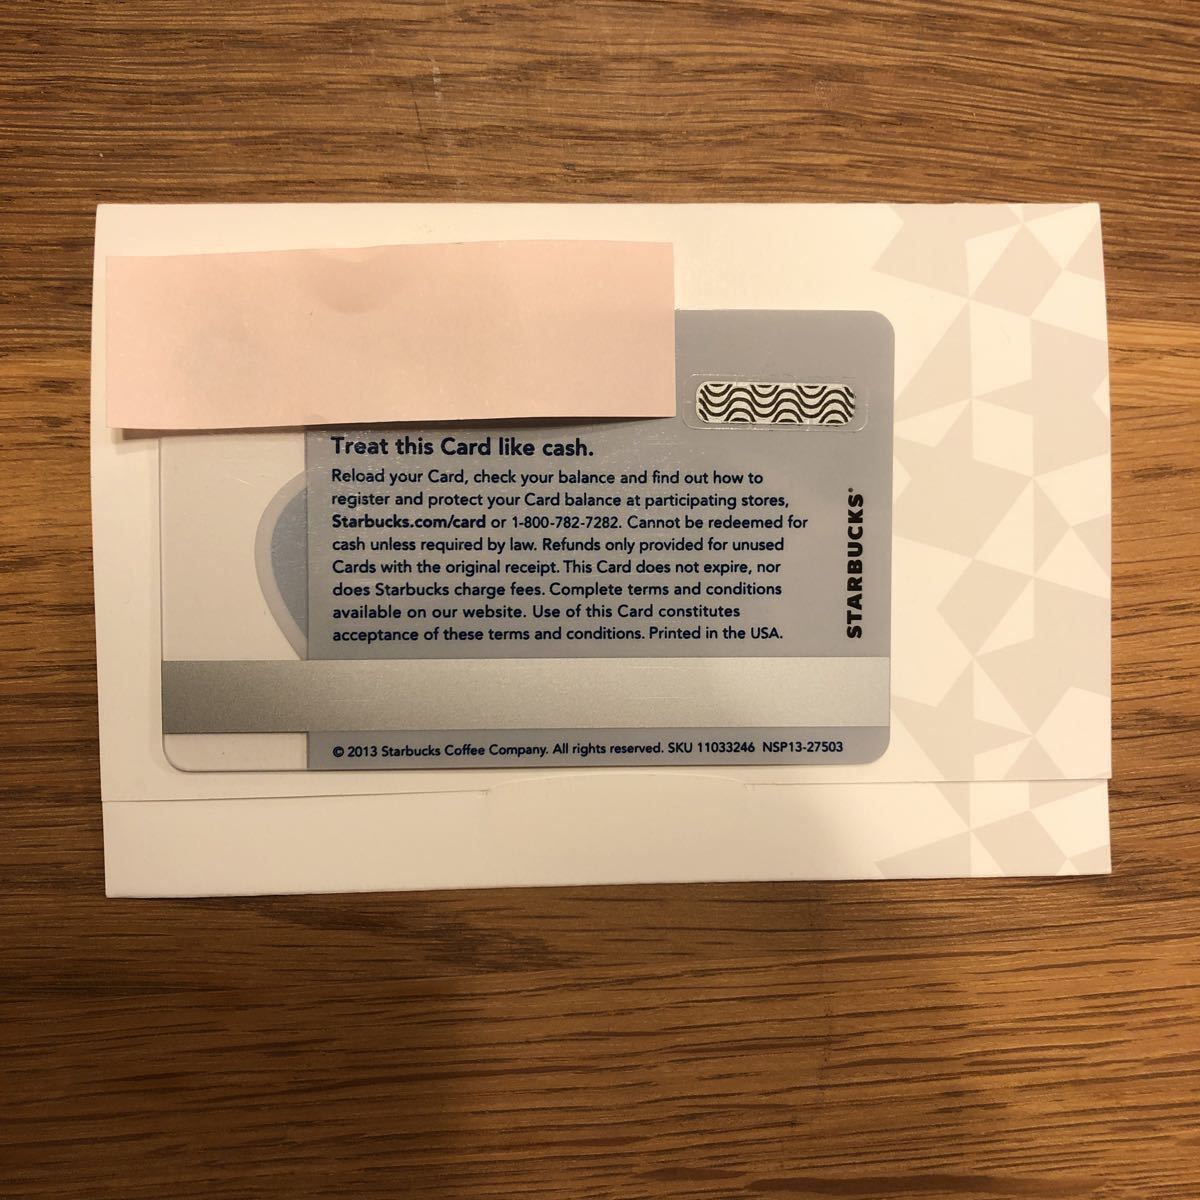 Treat this Card like cash.
Reload your Card, check your balance and find out how to
register and protect your Card balance at participating stores,
Starbucks.com/card or 1-800-782-7282. Cannot be redeemed for
cash unless required by law. Refunds only provided for unused
Cards with the original receipt. This Card does not expire, nor
does Starbucks charge fees. Complete terms and conditions
available on our website. Use of this Card constitutes
acceptance of these terms and conditions. Printed in the USA.
STARBUCKS®
© 2013 Starbucks Coffee Company. All rights reserved. SKU 11033246 NSP13-27503